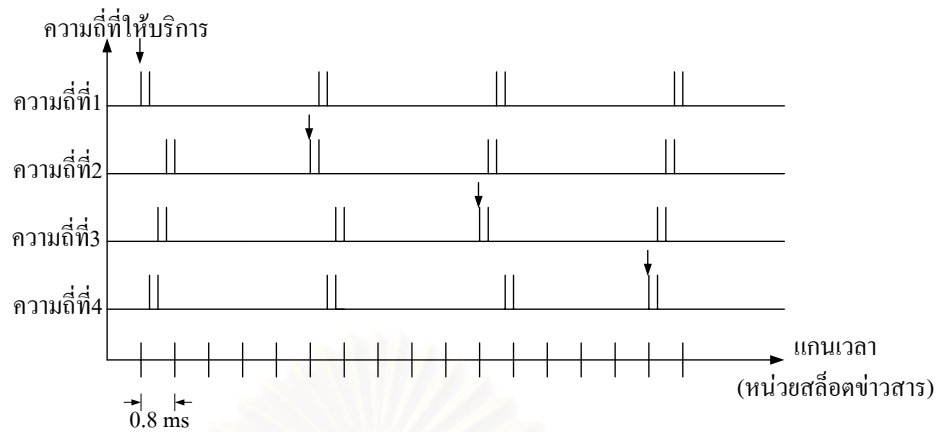 ความถี่ที่ให้บริการ
ความถี่ที่1
ความถี่ที่2
ความถี่ที่3
ความถี่ที่4
แกนเวลา
(หน่วยสล็อตข่าวสาร)
0.8 ms